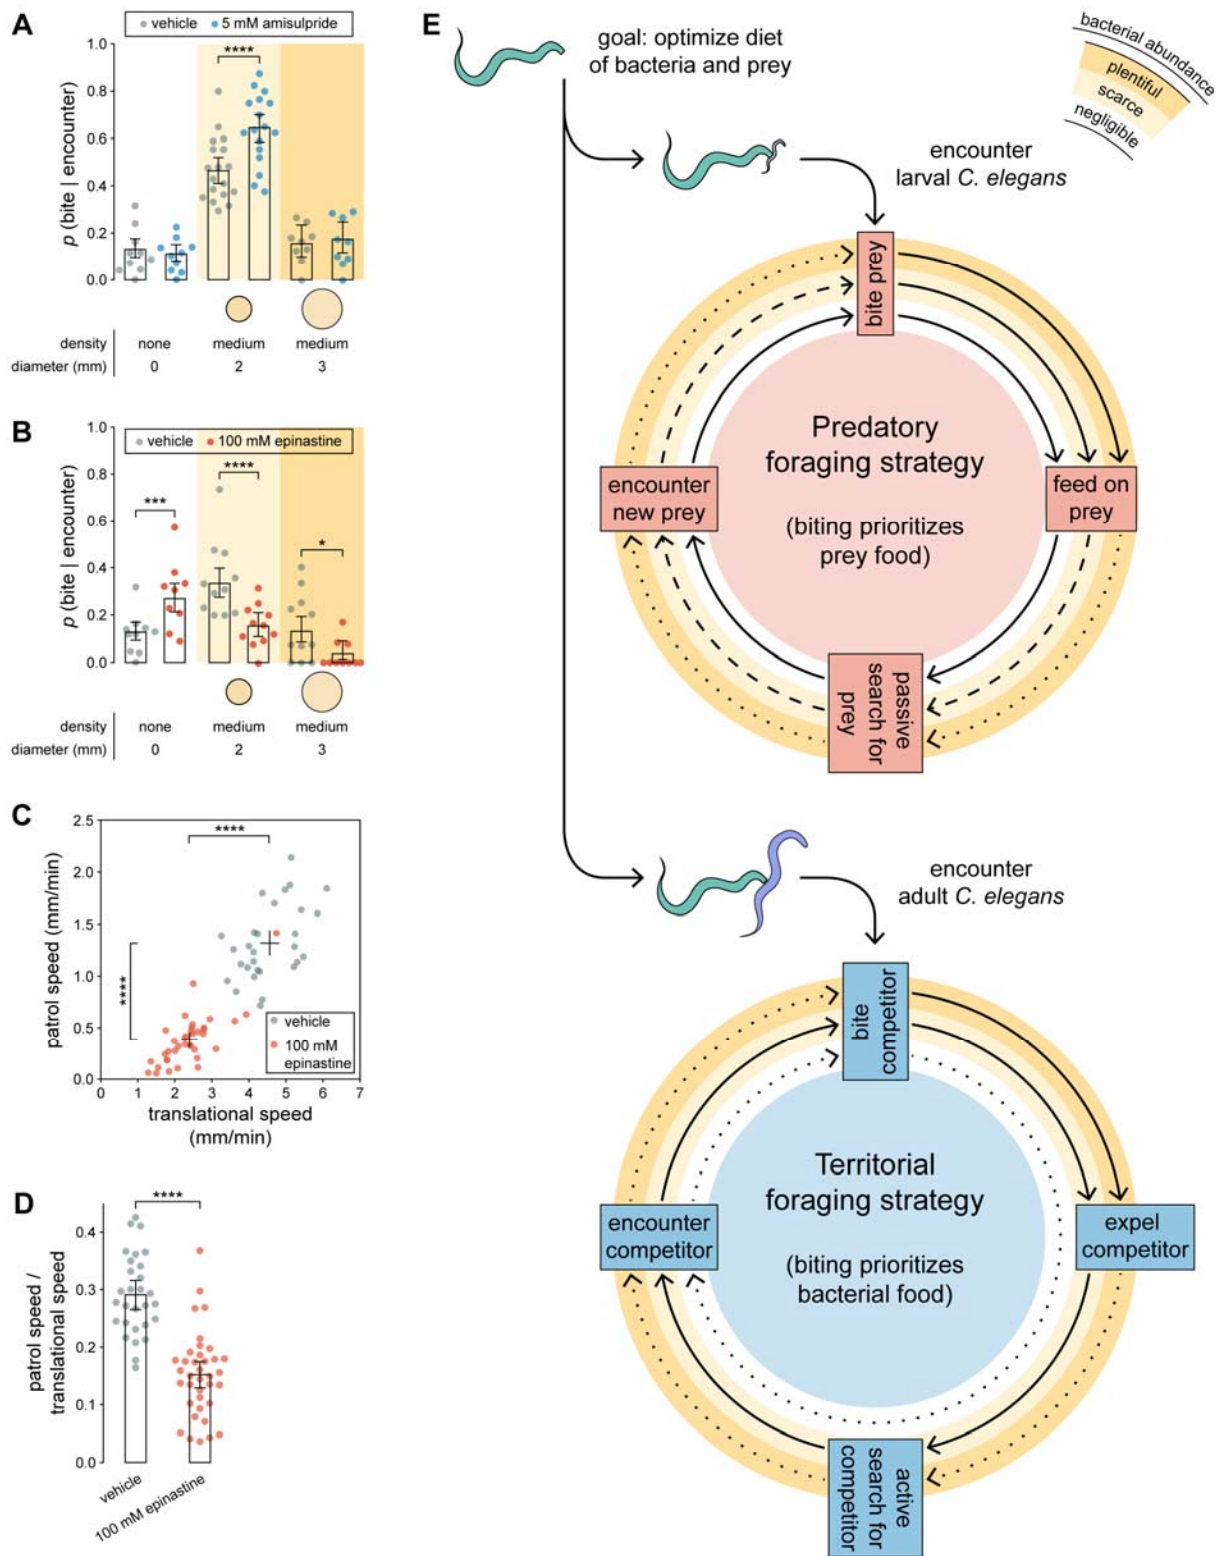 A
vehicle 5 mM amisulpride
p (bite | encounter)
1.0
0.8
0.6
0.4
0.2
0.0
****
density none medium medium
diameter (mm) 0 2 3
B
vehicle 100 mM epinastine
p (bite | encounter)
1.0
0.8
0.6
0.4
0.2
0.0
***
****
*
density none medium medium
diameter (mm) 0 2 3
C
patrol speed (mm/min)
2.5
2.0
1.5
1.0
0.5
0.0
****
****
vehicle
100 mM
epinastine
0 1 2 3 4 5 6 7
translational speed
(mm/min)
D
patrol speed /
translational speed
0.4
0.3
0.2
0.1
0.0
****
vehicle
100 mM epinastine
E
goal: optimize diet
of bacteria and prey
bacterial abundance
plentiful
scarce
negligible
encounter
larval C. elegans
bite prey
Predatory
foraging strategy
(biting prioritizes
prey food)
encounter
new prey
feed on
prey
passive
search for
prey
encounter
adult C. elegans
bite
competitor
Territorial
foraging strategy
(biting prioritizes
bacterial food)
encounter
competitor
expel
competitor
active
search for
competitor